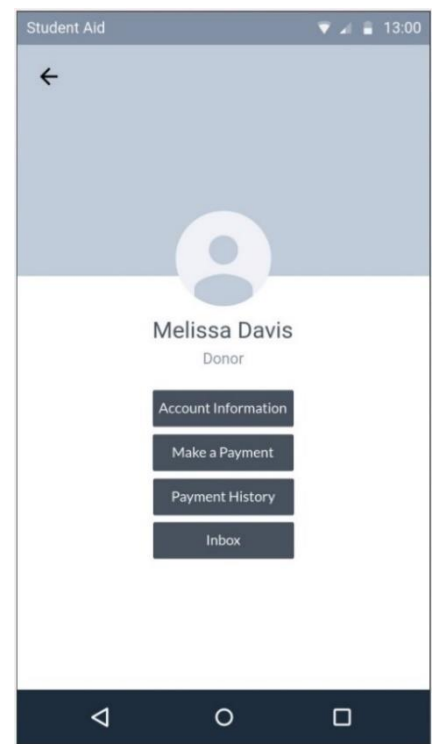 Student Aid 13:00
Melissa Davis
Donor
Account Information
Make a Payment
Payment History
Inbox